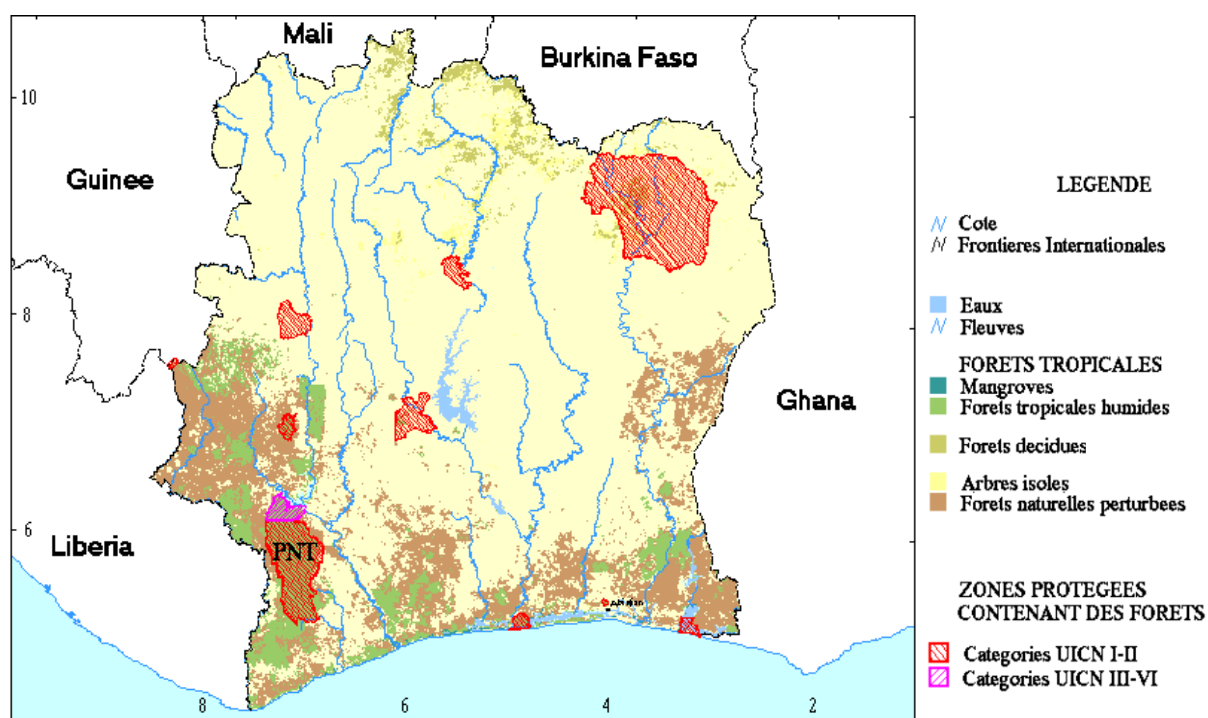 Mali
Burkina Faso
10
Guinee
8
Ghana
6
Liberia
PNT
Abidjan
8
6
4
2
LEGENDE
Cote
Frontieres Internationales
Eaux
Fleuves
FORETS TROPICALES
Mangroves
Forets tropicales humides
Forets decidues
Arbres isoles
Forets naturelles perturbees
ZONES PROTEGEES
CONTENANT DES FORETS
Categories UICN I-II
Categories UICN III-VI